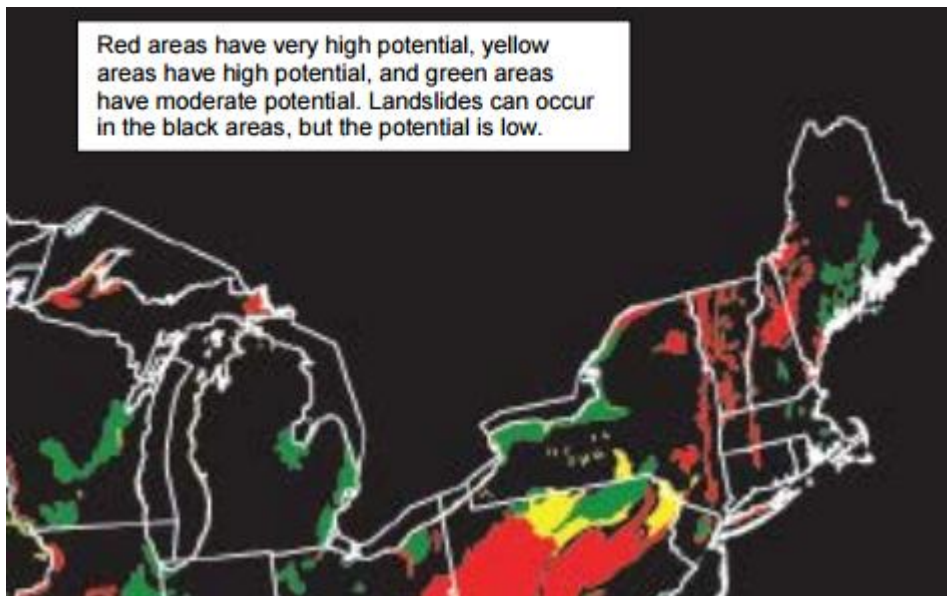 Red areas have very high potential, yellow
areas have high potential, and green areas
have moderate potential. Landslides can occur
in the black areas, but the potential is low.